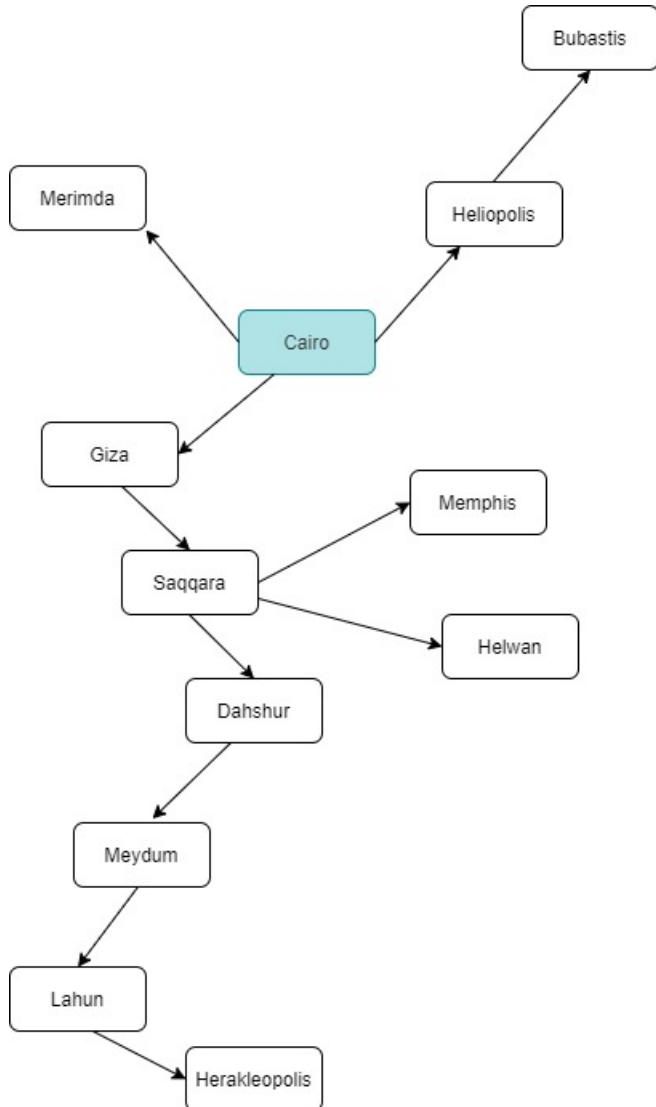 Bubastis
Merimda
Heliopolis
Cairo
Giza
Memphis
Saqqara
Helwan
Dahshur
Meydum
Lahun
Herakleopolis